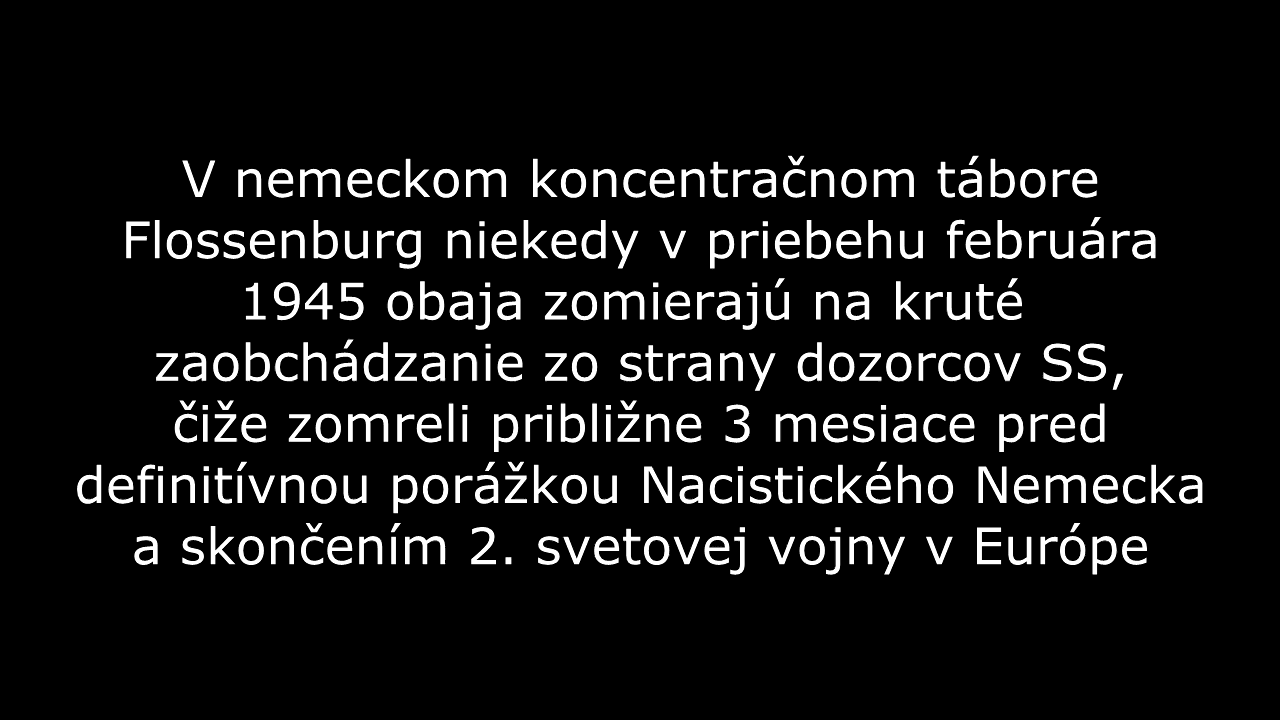 V nemeckom koncentračnom tábore
Flossenburg niekedy v priebehu februára
1945 obaja zomierajú na kruté
zaobchádzanie zo strany dozorcov SS,
čiže zomreli približne 3 mesiace pred
definitívnou porážkou Nacistického Nemecka
a skončením 2. svetovej vojny v Európe